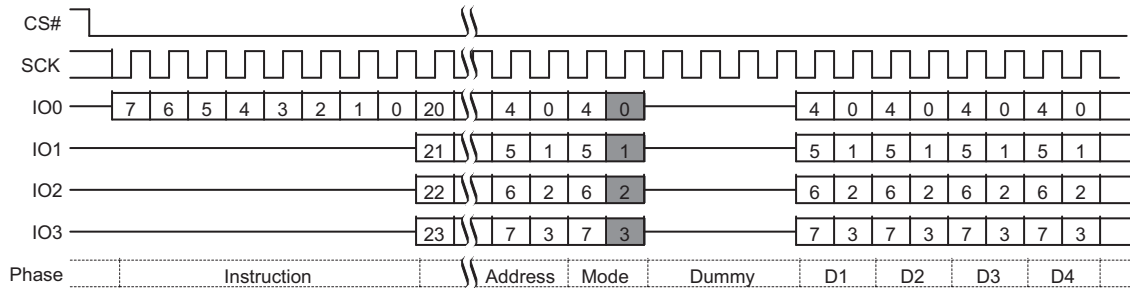 CS#
SCK
IO0 7 6 5 4 3 2 1 0 20 4 0 4 0 4 0 4 0 4 0 4 0
IO1 21 5 1 5 1 5 1 5 1 5 1 5 1
IO2 22 6 2 6 2 6 2 6 2 6 2 6 2
IO3 23 7 3 7 3 7 3 7 3 7 3 7 3
Phase Instruction Address Mode Dummy D1 D2 D3 D4